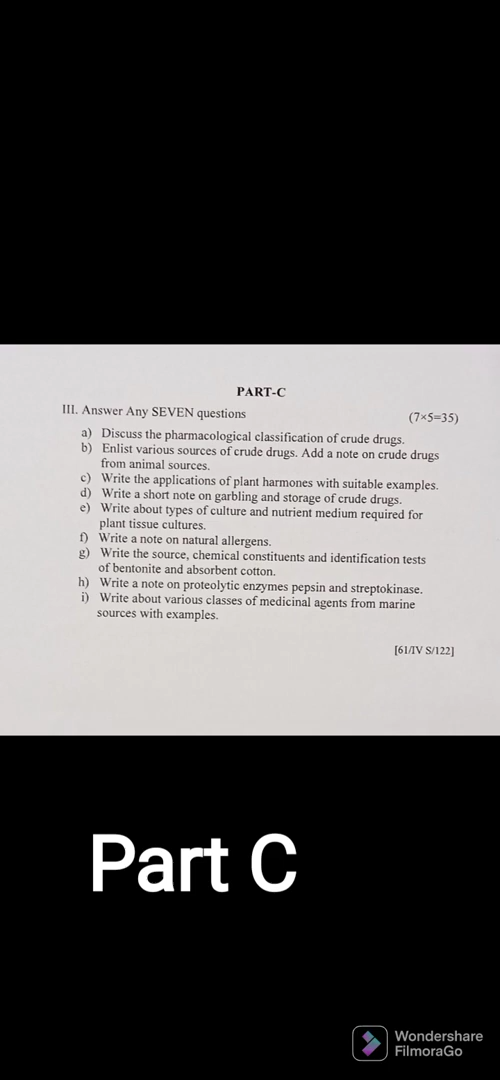 PART-C
III. Answer Any SEVEN questions (7×5=35)
a) Discuss the pharmacological classification of crude drugs.
b) Enlist various sources of crude drugs. Add a note on crude drugs
from animal sources.
c) Write the applications of plant harmones with suitable examples.
d) Write a short note on garbling and storage of crude drugs.
e) Write about types of culture and nutrient medium required for
plant tissue cultures.
f) Write a note on natural allergens.
g) Write the source, chemical constituents and identification tests
of bentonite and absorbent cotton.
h) Write a note on proteolytic enzymes pepsin and streptokinase.
i) Write about various classes of medicinal agents from marine
sources with examples.
[61/IV S/122]
Part C
Wondershare
FilmoraGo